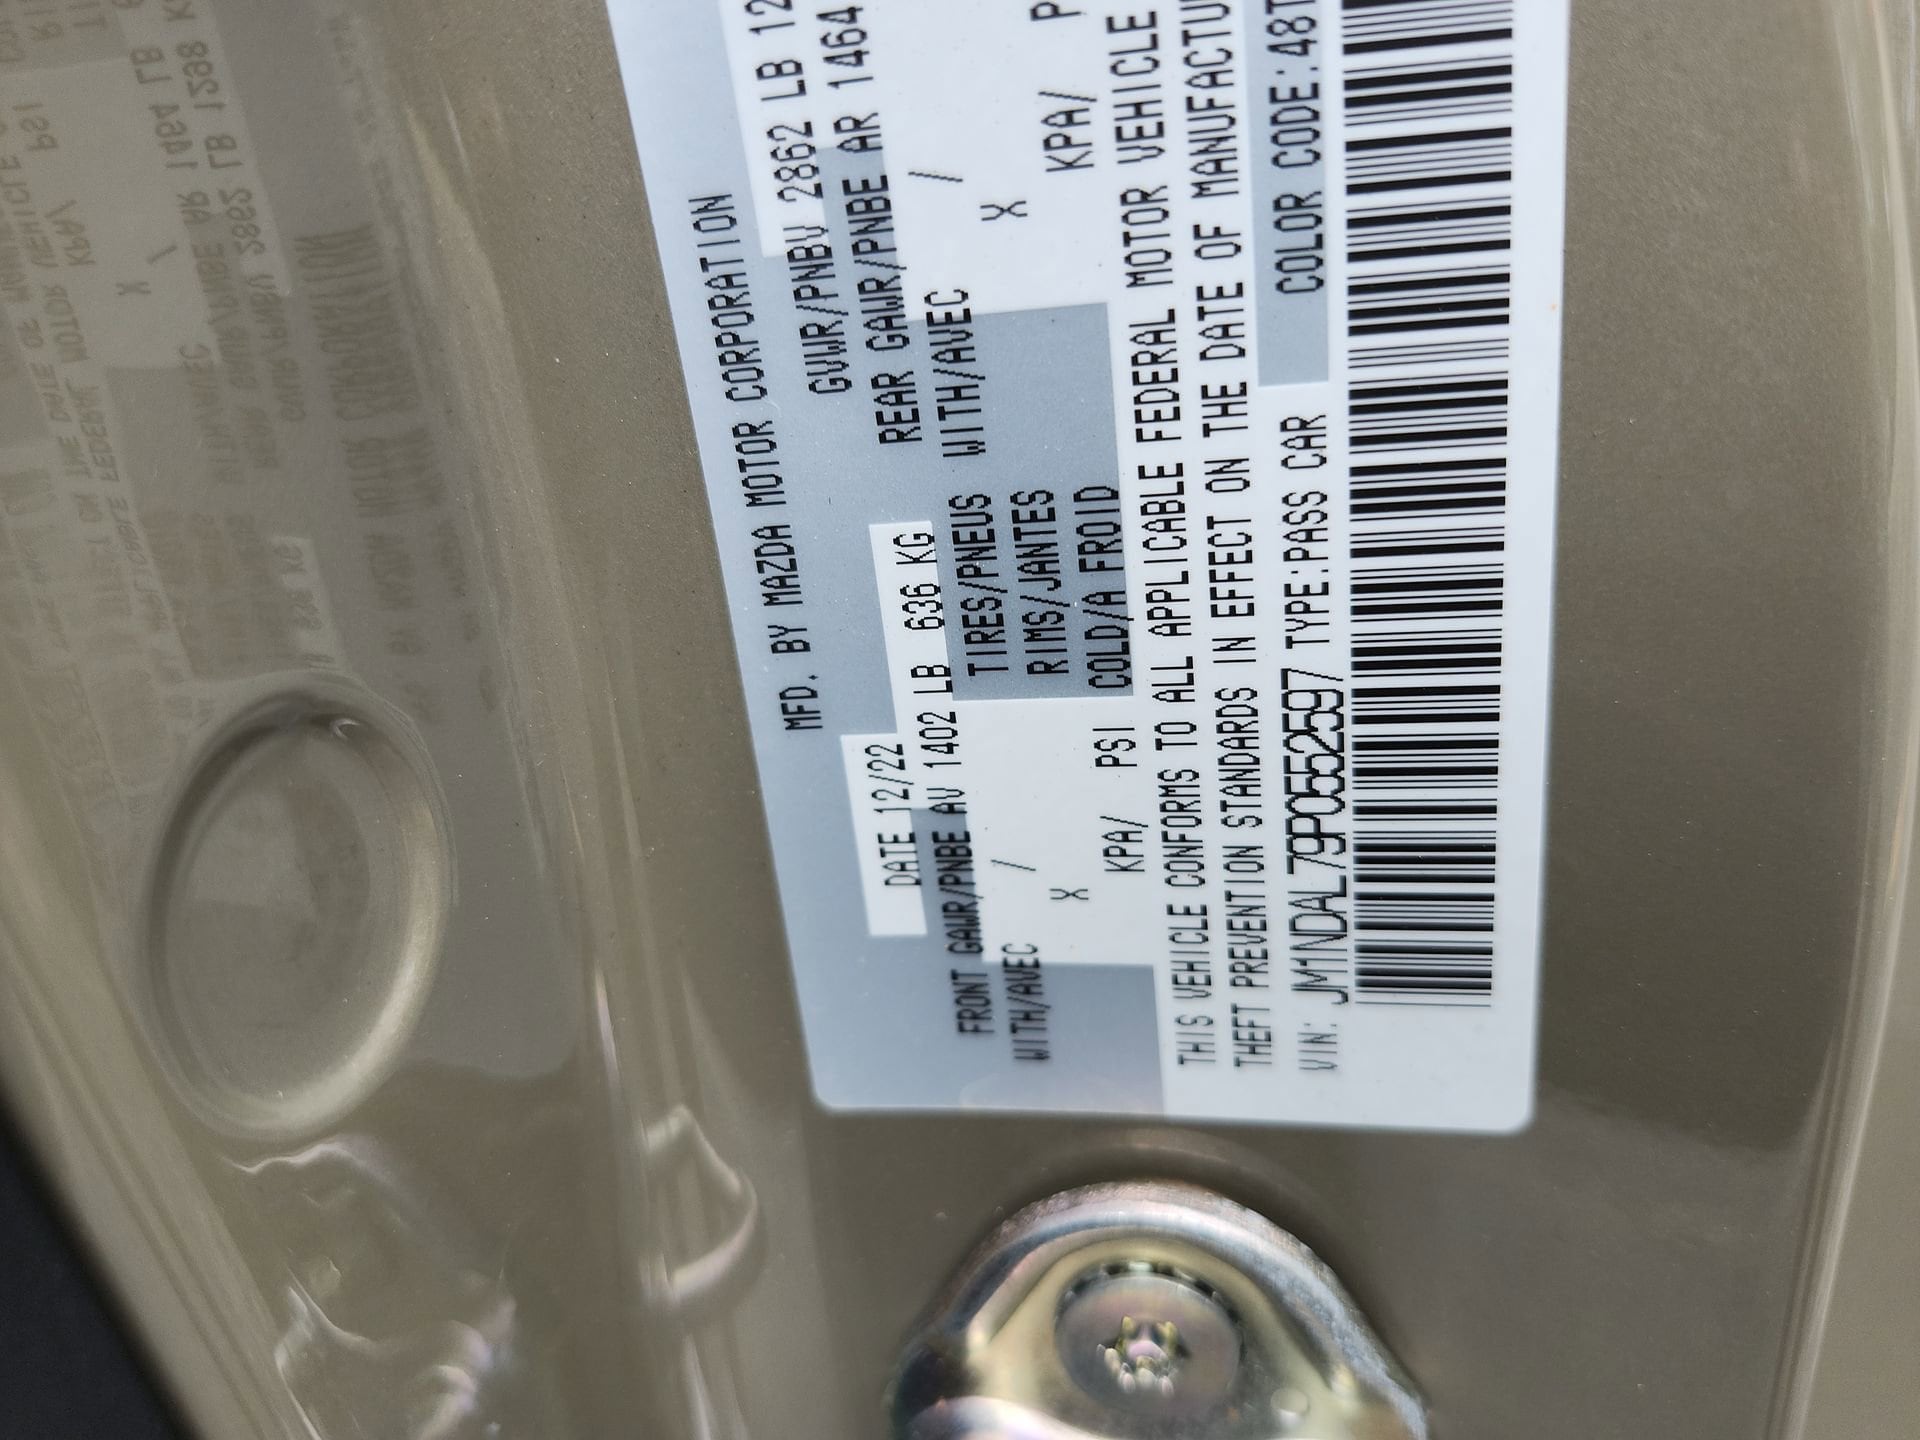 MFD. BY MAZDA MOTOR CORPORATION
DATE 12/22 GVWR/PNBV 2862 LB 12
FRONT GAWR/PNBE AV 1402 LB 636 KG REAR GAWR/PNBE AR 1464
WITH/AVEC / TIRES/PNEUS WITH/AVEC /
X RIMS/JANTES X
KPA/ PSI COLD/A FROID KPA/ P
THIS VEHICLE CONFORMS TO ALL APPLICABLE FEDERAL MOTOR VEHICLE
THEFT PREVENTION STANDARDS IN EFFECT ON THE DATE OF MANUFACTU
VIN: JM1NDAL79P0552597 TYPE:PASS CAR COLOR CODE:48T